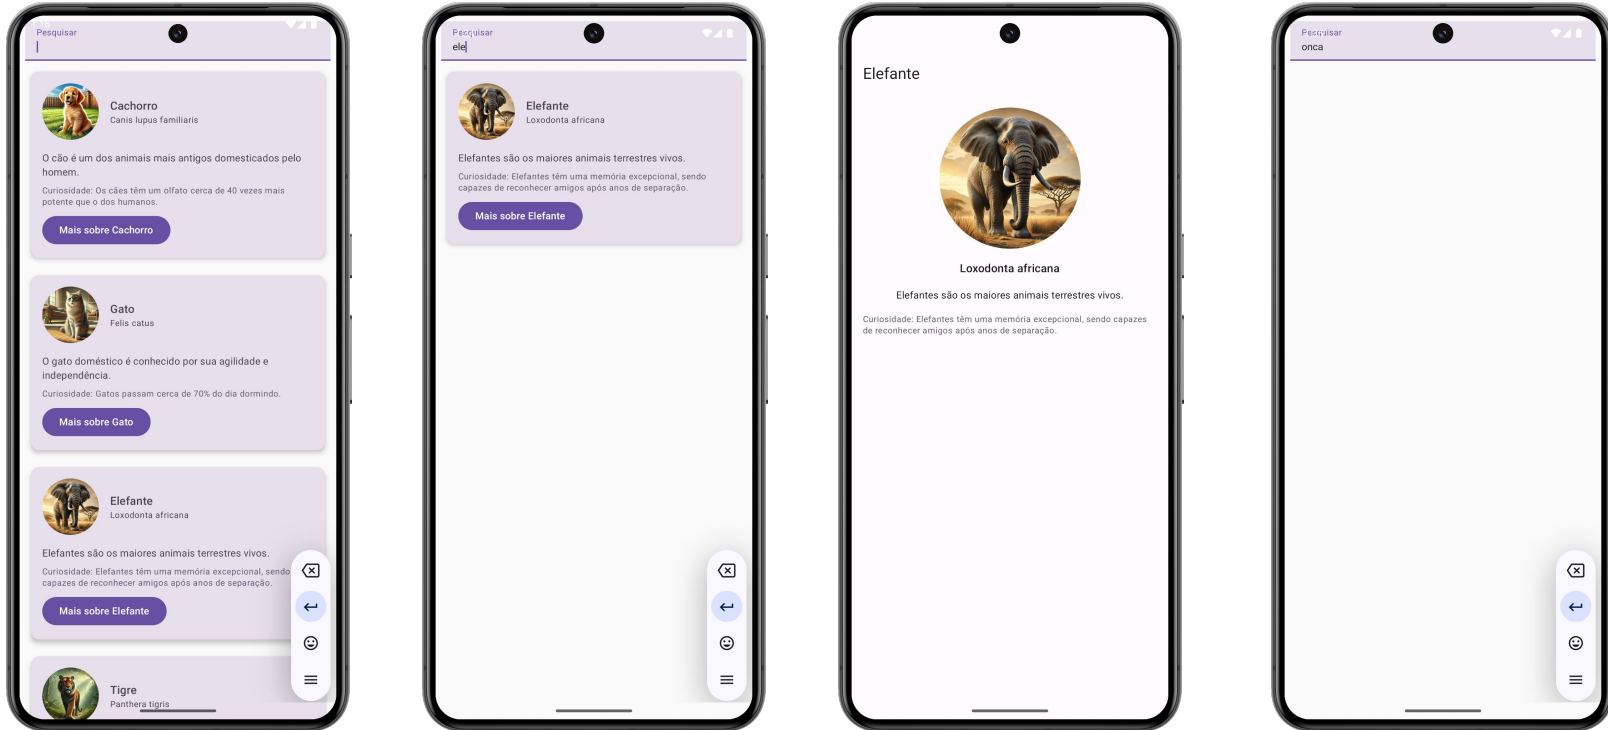 Pesquisar
Cachorro
Canis lupus familiaris
O cão é um dos animais mais antigos domesticados pelo
homem.
Curiosidade: Os cães têm um olfato cerca de 40 vezes mais
potente que o dos humanos.
Mais sobre Cachorro
Gato
Felis catus
O gato doméstico é conhecido por sua agilidade e
independência.
Curiosidade: Gatos passam cerca de 70% do dia dormindo.
Mais sobre Gato
Elefante
Loxodonta africana
Elefantes são os maiores animais terrestres vivos.
Curiosidade: Elefantes têm uma memória excepcional, sendo
capazes de reconhecer amigos após anos de separação.
Mais sobre Elefante
Tigre
Panthera tigris
Pesquisar
ele
Elefante
Loxodonta africana
Elefantes são os maiores animais terrestres vivos.
Curiosidade: Elefantes têm uma memória excepcional, sendo
capazes de reconhecer amigos após anos de separação.
Mais sobre Elefante
Elefante
Loxodonta africana
Elefantes são os maiores animais terrestres vivos.
Curiosidade: Elefantes têm uma memória excepcional, sendo capazes
de reconhecer amigos após anos de separação.
Pesquisar
onca